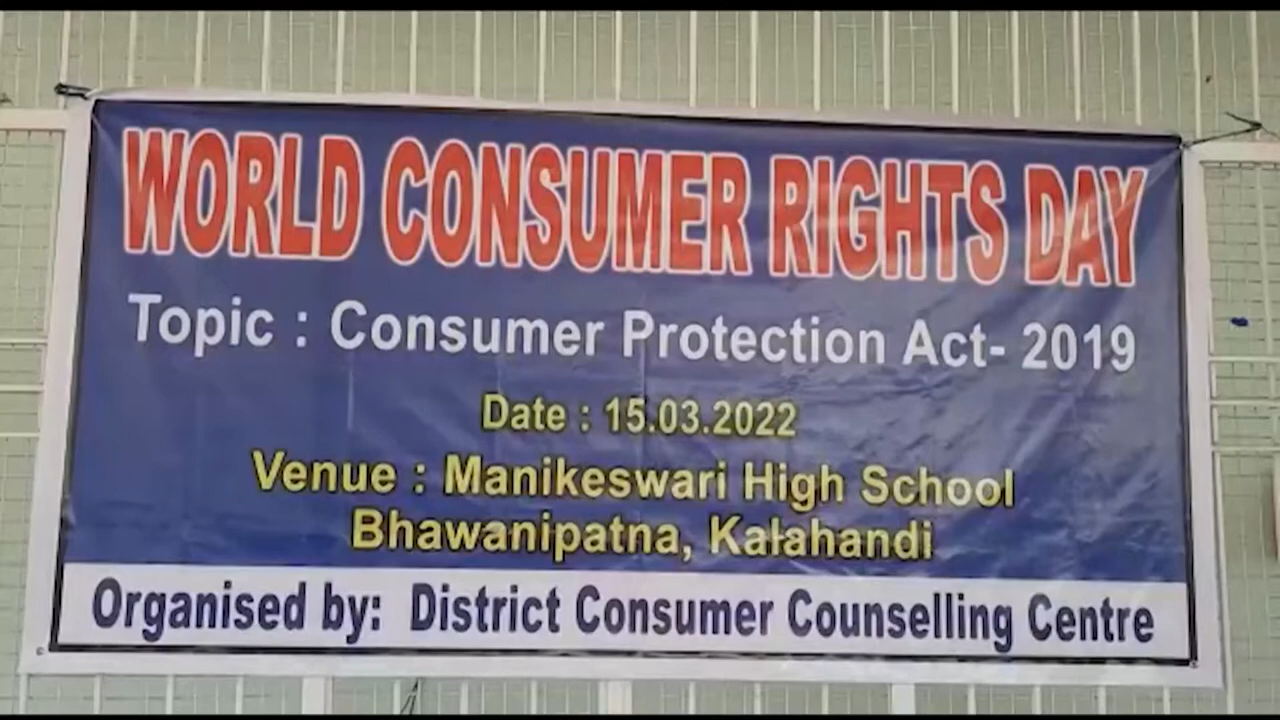 WORLD CONSUMER RIGHTS DAY
Topic : Consumer Protection Act- 2019
Date : 15.03.2022
Venue : Manikeswari High School
Bhawanipatna, Kalahandi
Organised by: District Consumer Counselling Centre